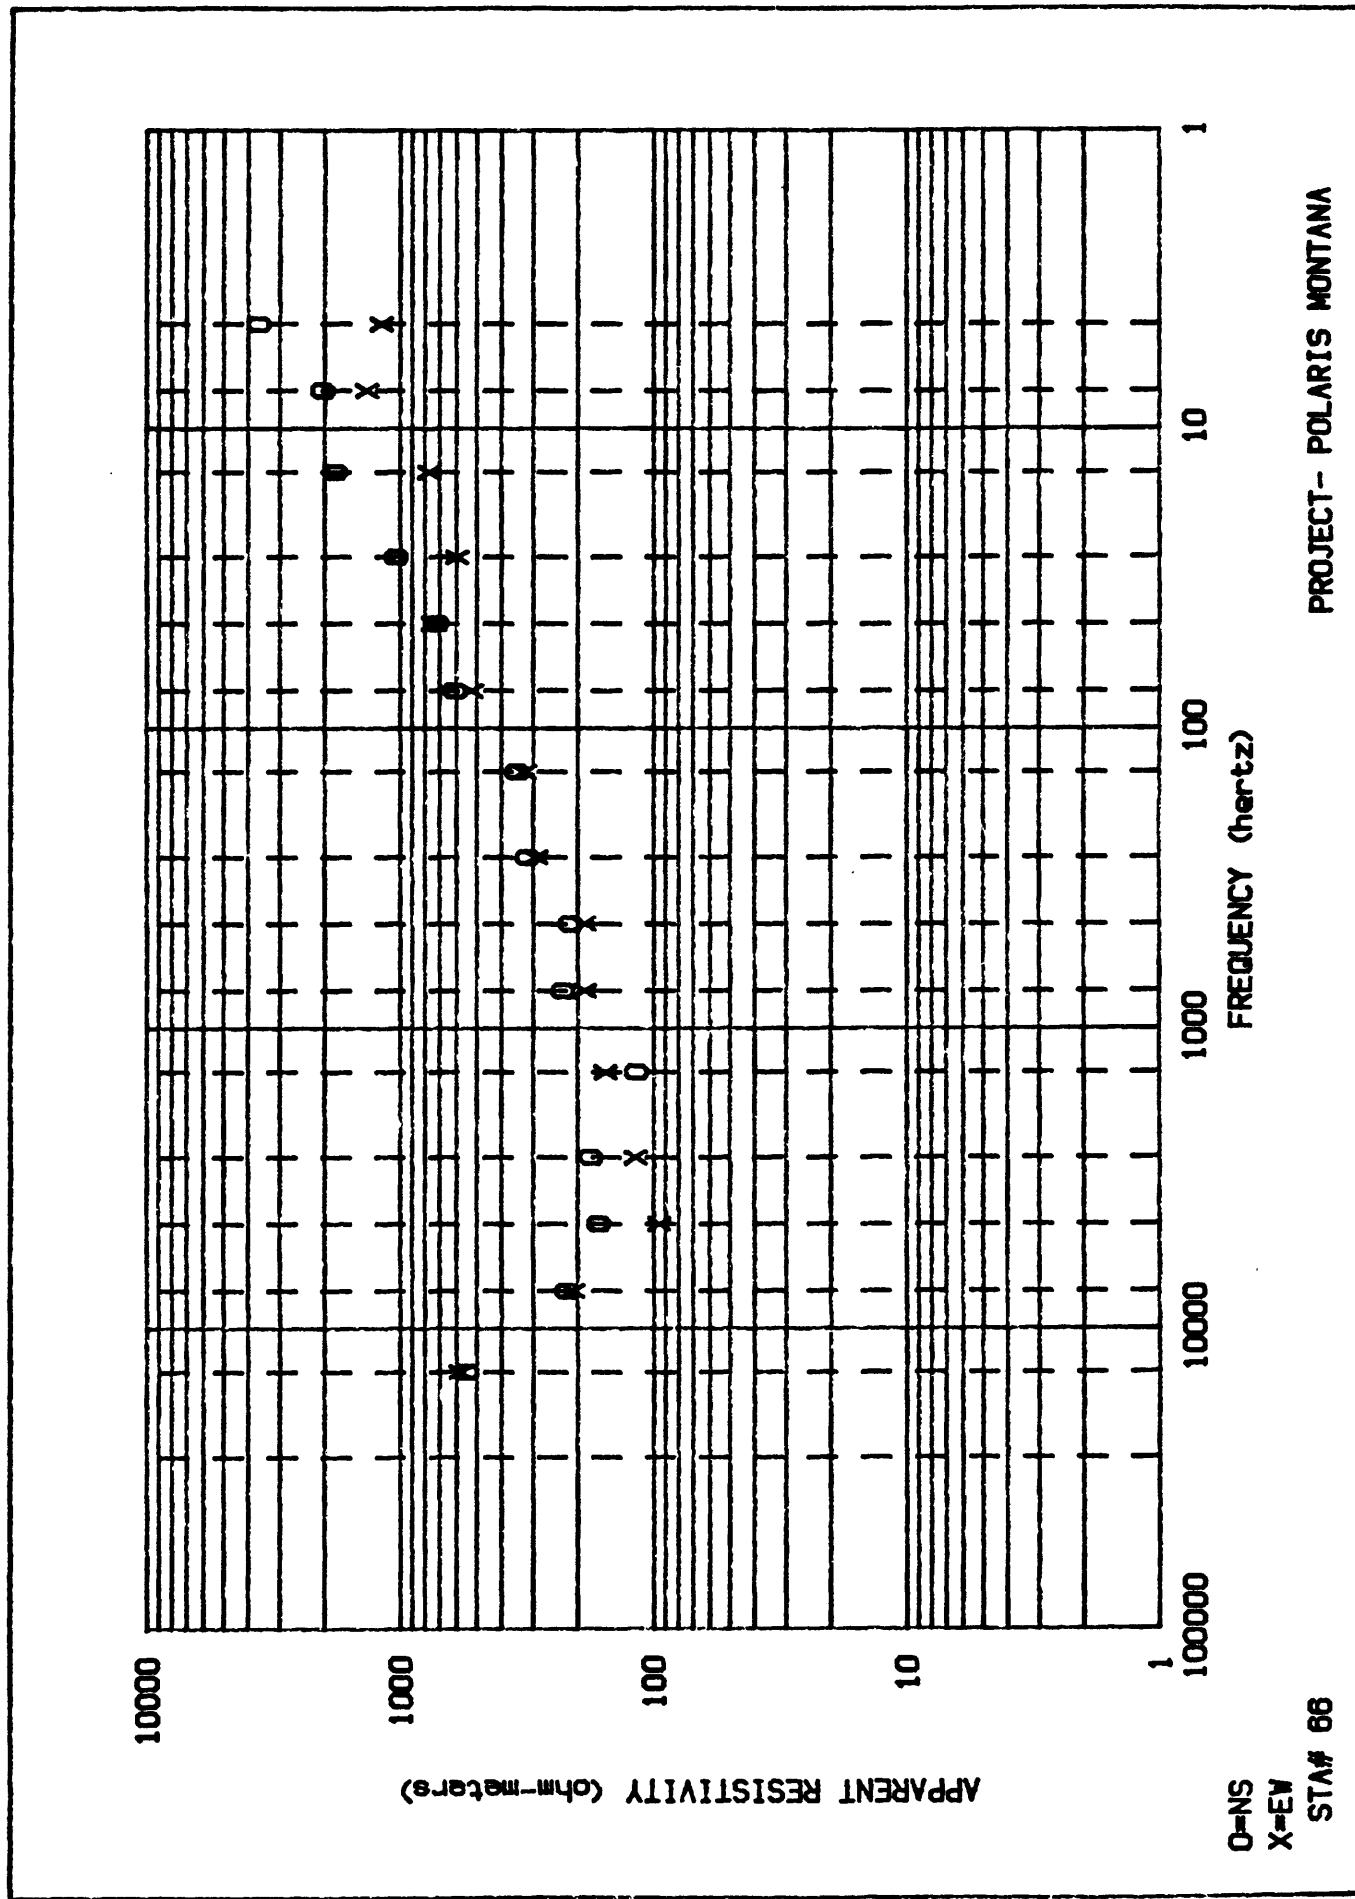 10000
1000
100
10
1
APPARENT RESISTIVITY (ohm-meters)
100000
10000
1000
100
10
1
FREQUENCY (hertz)
O=NS
X=EW
STA# 66
PROJECT- POLARIS MONTANA